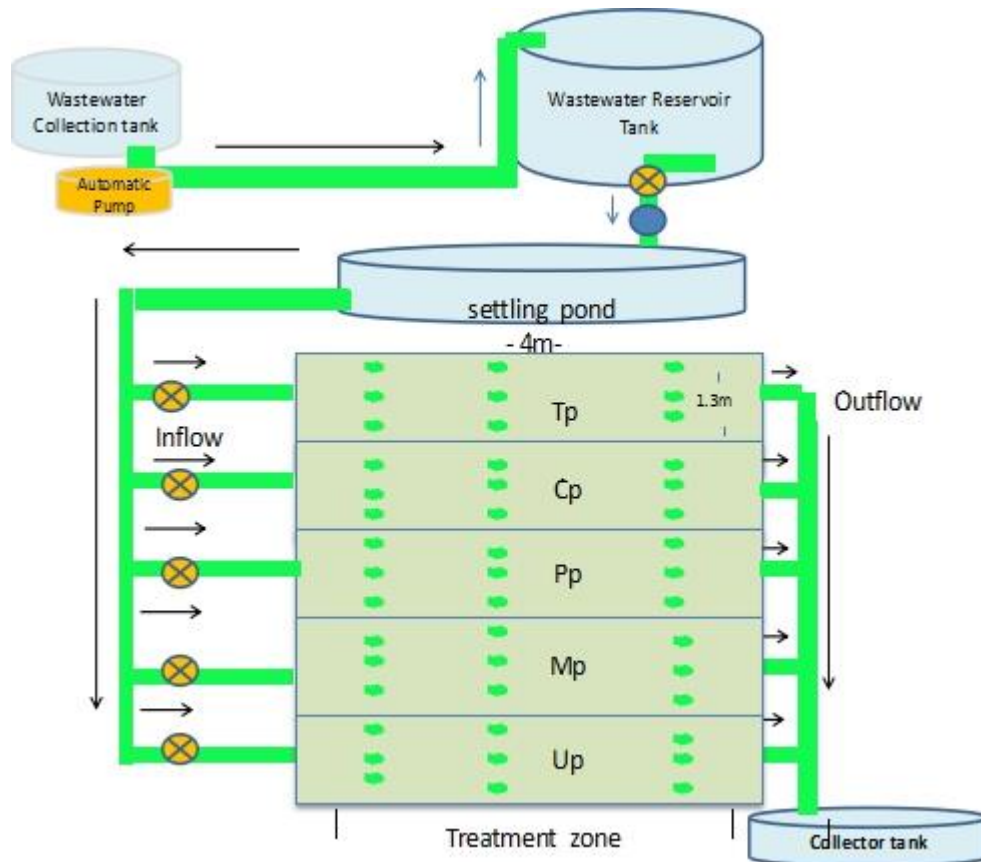 Wastewater
Collection tank
Automatic
Pump
Wastewater Reservoir
Tank
settling pond
- 4m-
Tp
1.3m
Outflow
Inflow
Cp
Pp
Mp
Up
Treatment zone
Collector tank